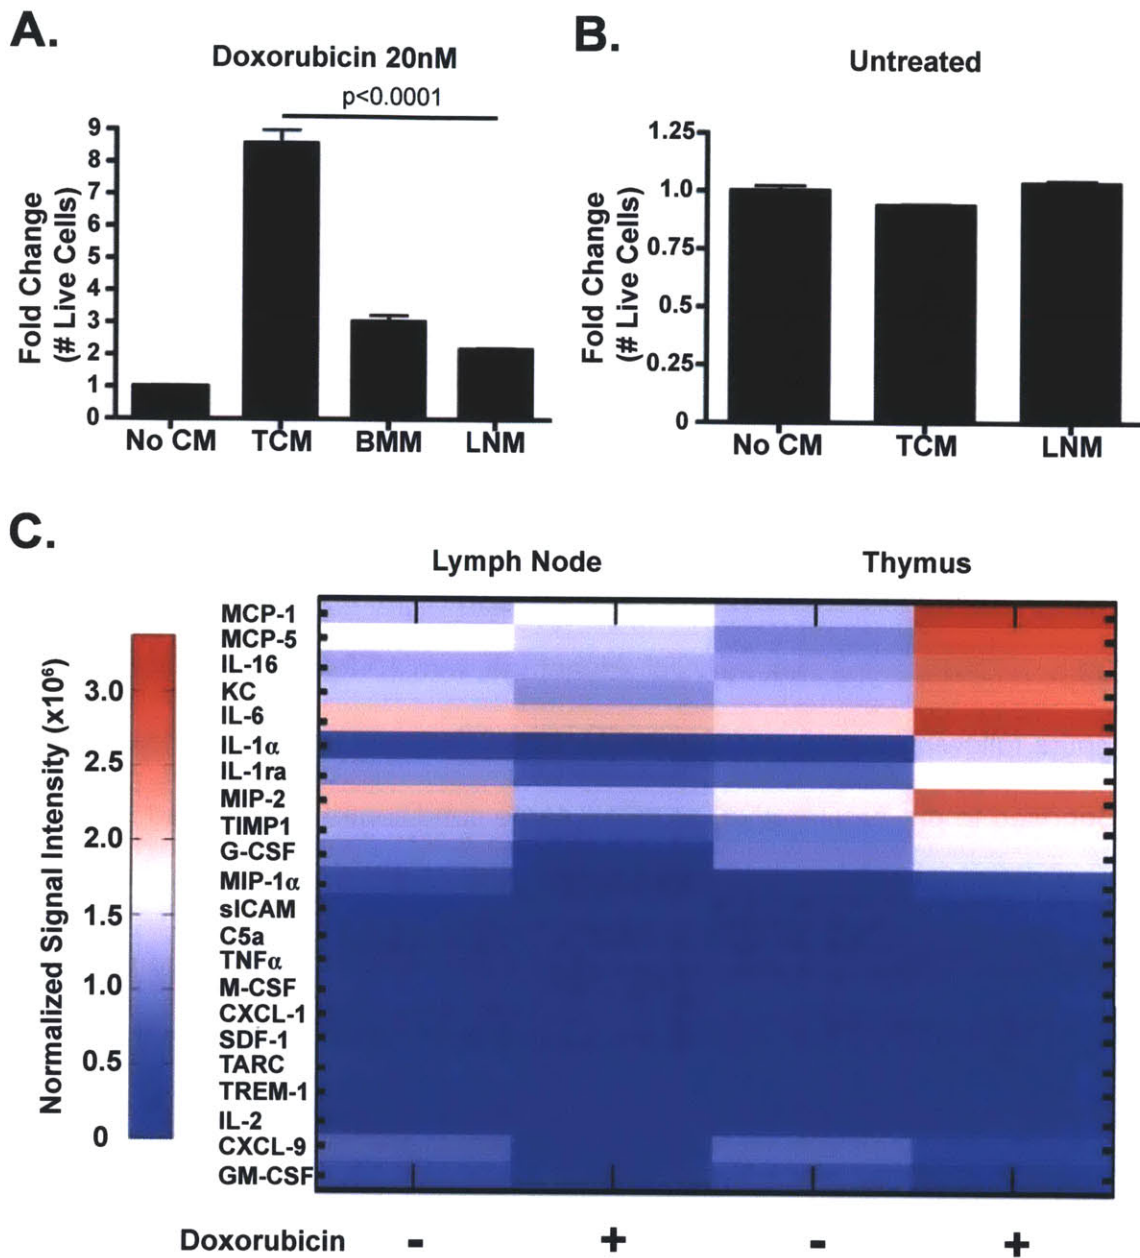 A.
Doxorubicin 20nM
p<0.0001
Fold Change
(# Live Cells)
9
8
7
6
5
4
3
2
1
0
No CM TCM BMM LNM
B.
Untreated
Fold Change
(# Live Cells)
1.25
1.0
0.75
0.5
0.25
0
No CM TCM LNM
C.
Lymph Node Thymus
Normalized Signal Intensity (x10⁶)
3.0
2.5
2.0
1.5
1.0
0.5
0
MCP-1
MCP-5
IL-16
KC
IL-6
IL-1α
IL-1ra
MIP-2
TIMP1
G-CSF
MIP-1α
sICAM
C5a
TNFα
M-CSF
CXCL-1
SDF-1
TARC
TREM-1
IL-2
CXCL-9
GM-CSF
Doxorubicin - + - +